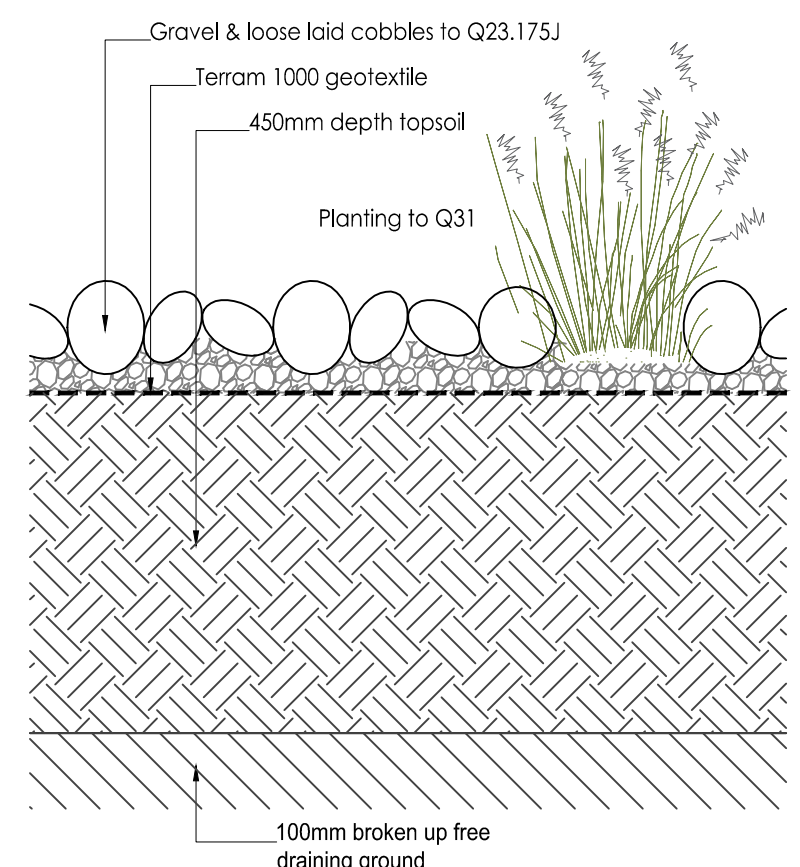 Gravel & loose laid cobbles to Q23.175J
Terram 1000 geotextile
450mm depth topsoil
Planting to Q31
100mm broken up free
draining ground